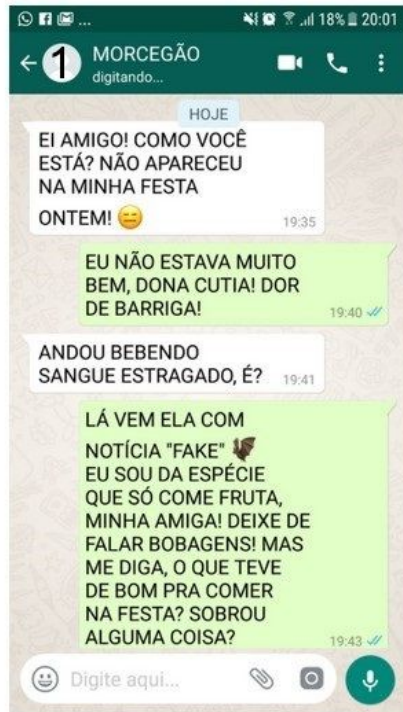 ... 18% 20:01
1 MORCEGÃO
digitando...
HOJE
EI AMIGO! COMO VOCÊ
ESTÁ? NÃO APARECEU
NA MINHA FESTA
ONTEM! 😑 19:35
EU NÃO ESTAVA MUITO
BEM, DONA CUTIA! DOR
DE BARRIGA! 19:40
ANDOU BEBENDO
SANGUE ESTRAGADO, É? 19:41
LÁ VEM ELA COM
NOTÍCIA "FAKE" 🦇
EU SOU DA ESPÉCIE
QUE SÓ COME FRUTA,
MINHA AMIGA! DEIXE DE
FALAR BOBAGENS! MAS
ME DIGA, O QUE TEVE
DE BOM PRA COMER
NA FESTA? SOBROU
ALGUMA COISA? 19:43
Digite aqui...